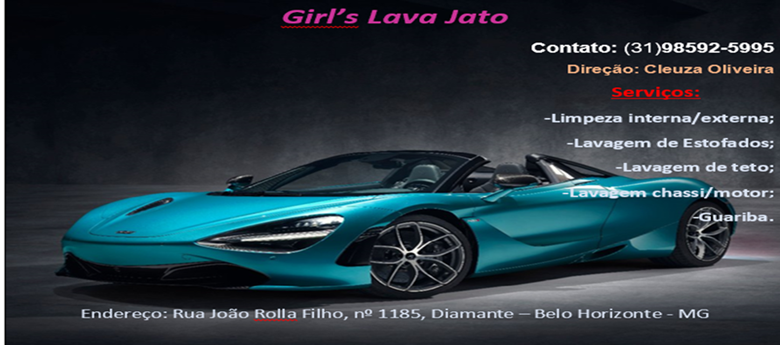 Girl's Lava Jato
Contato: (31)98592-5995
Direção: Cleuza Oliveira
Serviços:
-Limpeza interna/externa;
-Lavagem de Estofados;
-Lavagem de teto;
-Lavagem chassi/motor;
-Guariba.
Endereço: Rua João Rolla Filho, nº 1185, Diamante – Belo Horizonte - MG